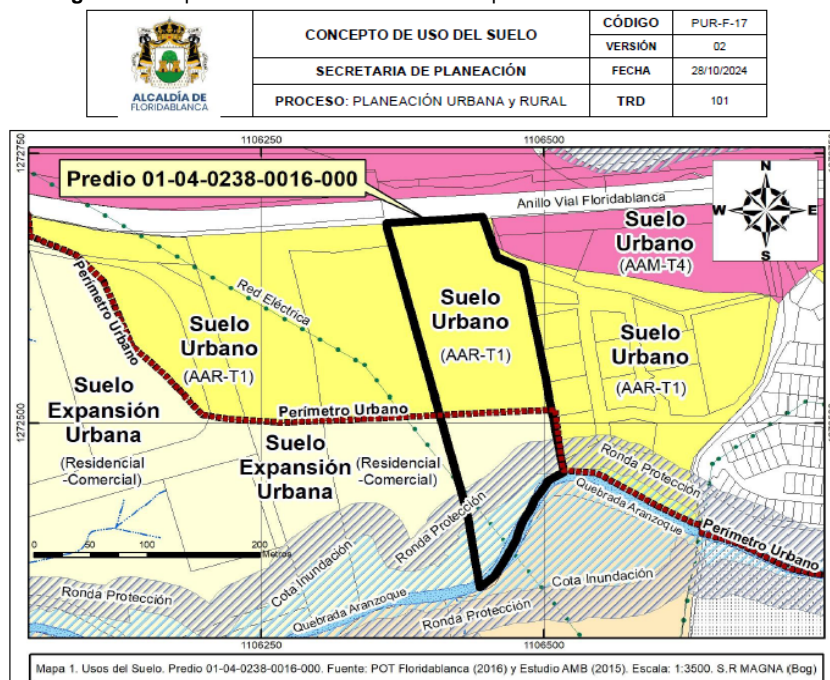 CONCEPTO DE USO DEL SUELO
CÓDIGO
PUR-F-17
VERSIÓN
02
SECRETARIA DE PLANEACIÓN
FECHA
28/10/2024
PROCESO: PLANEACIÓN URBANA y RURAL
TRD
101
ALCALDÍA DE
FLORIDABLANCA
1106250
1106500
1272750
Predio 01-04-0238-0016-000
Anillo Vial Floridablanca
N
W
E
S
Suelo
Urbano
(AAM-T4)
Perímetro Urbano
Red Eléctrica
Suelo
Urbano
(AAR-T1)
Suelo
Urbano
(AAR-T1)
Suelo
Urbano
(AAR-T1)
Suelo
Expansión
Urbana
(Residencial
-Comercial)
Perímetro Urbano
1272500
Suelo
Expansión
Urbana
(Residencial
-Comercial)
Ronda Protección
Quebrada Aranzoque
Perímetro Urbano
Ronda Protección
Cota Inundación
Cota Inundación
0 50 100 200
Metros
Ronda Protección
Quebrada Aranzoque
Ronda Protección
1106250
1106500
Mapa 1. Usos del Suelo. Predio 01-04-0238-0016-000. Fuente: POT Floridablanca (2016) y Estudio AMB (2015). Escala: 1:3500. S.R MAGNA (Bog)